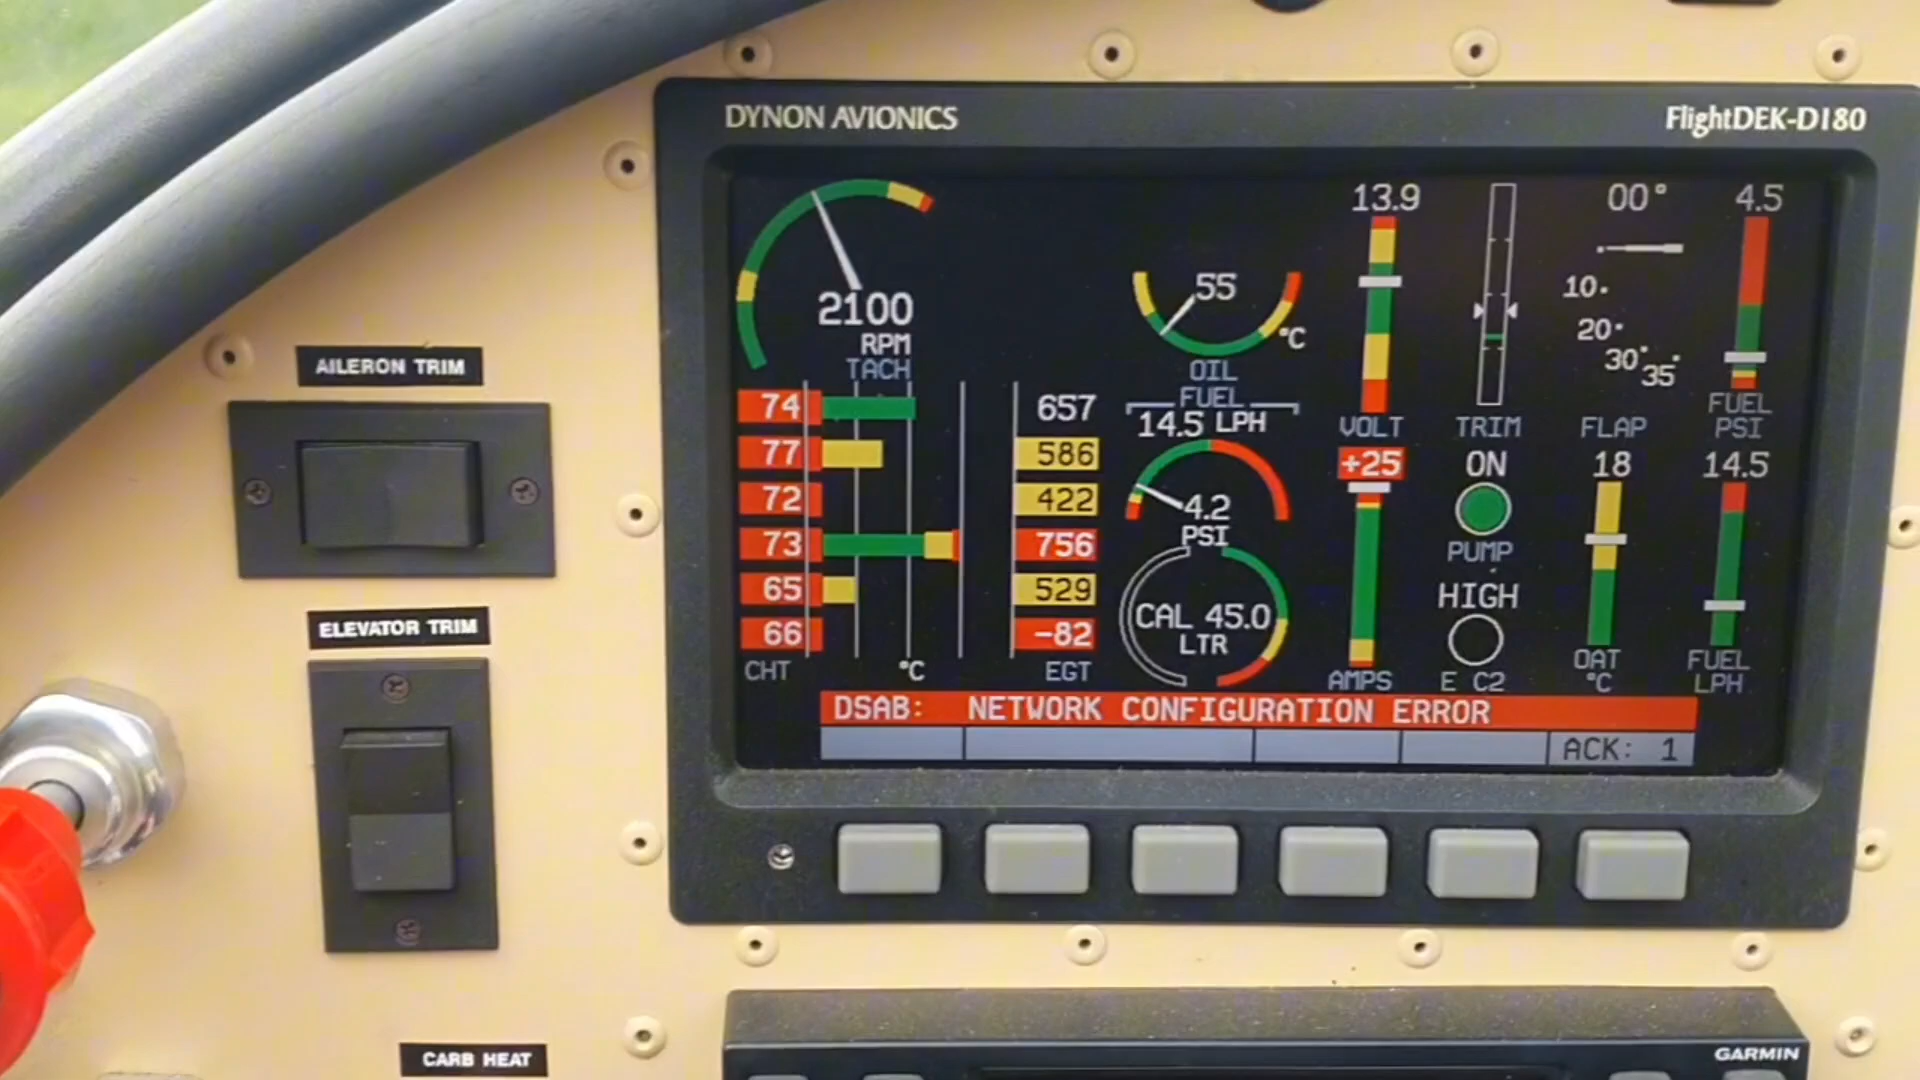 DYNON AVIONICS
FlightDEK-D180
2100
RPM
TACH
74
77
72
73
65
66
CHT
°C
657
586
422
756
529
-82
EGT
55
°C
OIL
FUEL
14.5 LPH
4.2
PSI
CAL 45.0
LTR
13.9
VOLT
+25
AMPS
TRIM
ON
PUMP
HIGH
E C2
00°
10°
20°
30°
35°
FLAP
18
OAT
°C
4.5
FUEL
PSI
14.5
FUEL
LPH
DSAB: NETWORK CONFIGURATION ERROR
ACK: 1
AILERON TRIM
ELEVATOR TRIM
CARB HEAT
GARMIN